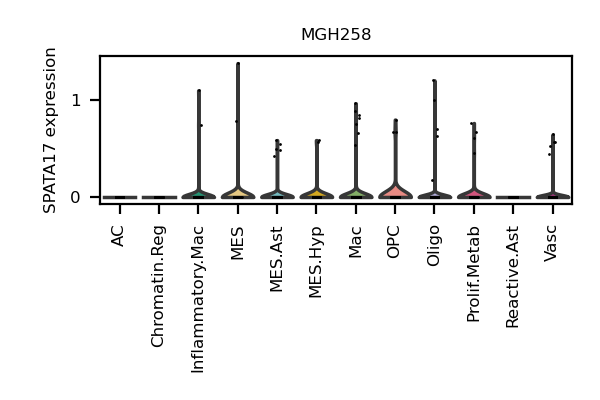 MGH258
SPATA17 expression
1
0
AC
Chromatin.Reg
Inflammatory.Mac
MES
MES.Ast
MES.Hyp
Mac
OPC
Oligo
Prolif.Metab
Reactive.Ast
Vasc